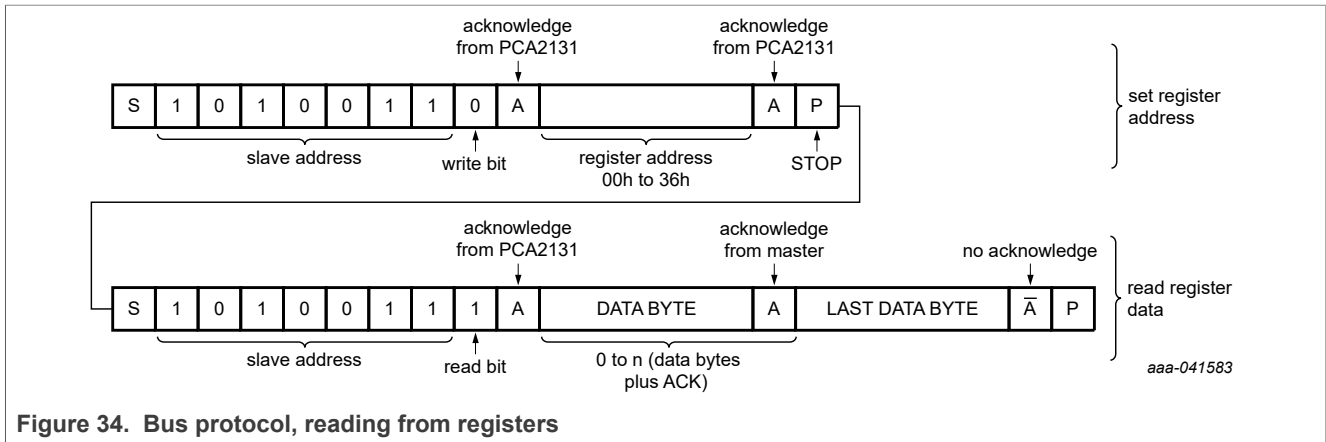 acknowledge
from PCA2131
acknowledge
from PCA2131
S 1 0 1 0 0 1 1 0 A A P
set register
address
slave address
write bit
register address
00h to 36h
STOP
acknowledge
from PCA2131
acknowledge
from master
no acknowledge
S 1 0 1 0 0 1 1 1 A DATA BYTE A LAST DATA BYTE A̅ P
read register
data
slave address
read bit
0 to n (data bytes
plus ACK)
aaa-041583
Figure 34. Bus protocol, reading from registers